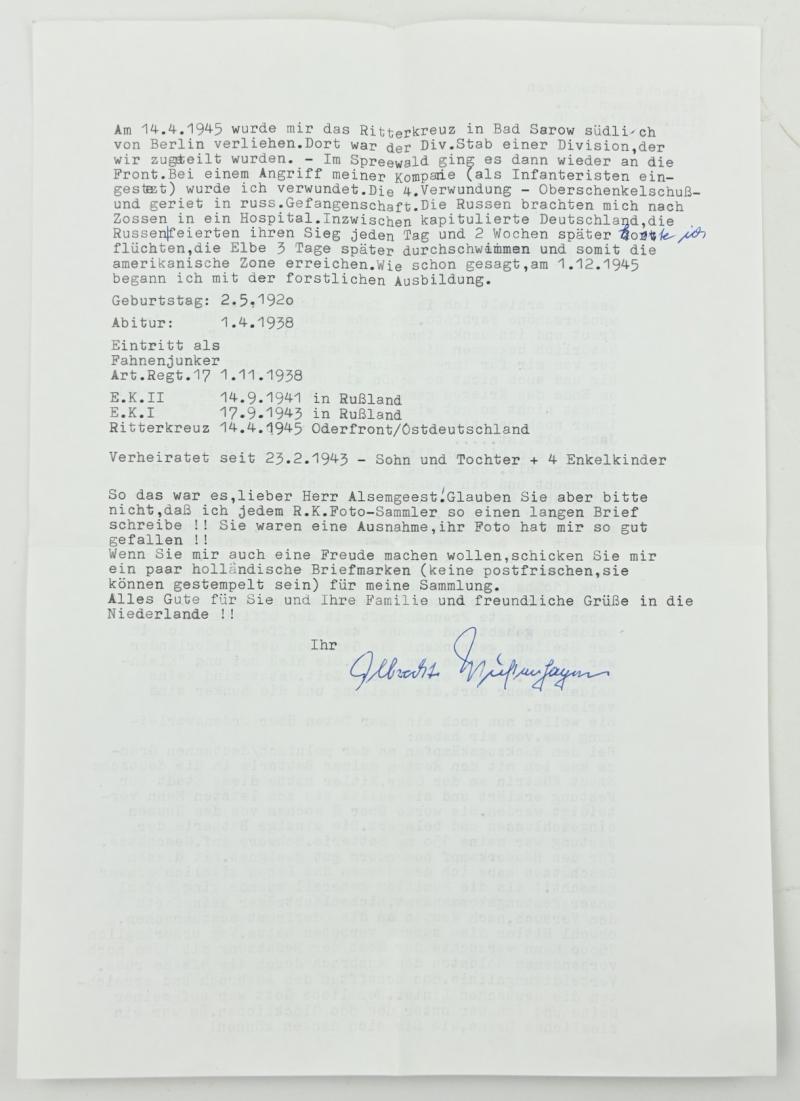 Am 14.4.1945 wurde mir das Ritterkreuz in Bad Sarow südli-ch
von Berlin verliehen.Dort war der Div.Stab einer Division,der
wir zugeteilt wurden. - Im Spreewald ging es dann wieder an die
Front.Bei einem Angriff meiner Kompanie (als Infanteristen ein-
gesetzt) wurde ich verwundet.Die 4.Verwundung - Oberschenkelschuß-
und geriet in russ.Gefangenschaft.Die Russen brachten mich nach
Zossen in ein Hospital.Inzwischen kapitulierte Deutschland,die
Russen feierten ihren Sieg jeden Tag und 2 Wochen später konnte ich
flüchten,die Elbe 3 Tage später durchschwimmen und somit die
amerikanische Zone erreichen.Wie schon gesagt,am 1.12.1945
begann ich mit der forstlichen Ausbildung.
Geburtstag: 2.5.192o
Abitur: 1.4.1938
Eintritt als
Fahnenjunker
Art.Regt.17 1.11.1938
E.K.II 14.9.1941 in Rußland
E.K.I 17.9.1943 in Rußland
Ritterkreuz 14.4.1945 Oderfront/Ostdeutschland
Verheiratet seit 23.2.1943 - Sohn und Tochter + 4 Enkelkinder
So das war es,lieber Herr Alsemgeest!Glauben Sie aber bitte
nicht,daß ich jedem R.K.Foto-Sammler so einen langen Brief
schreibe !! Sie waren eine Ausnahme,ihr Foto hat mir so gut
gefallen !!
Wenn Sie mir auch eine Freude machen wollen,schicken Sie mir
ein paar holländische Briefmarken (keine postfrischen,sie
können gestempelt sein) für meine Sammlung.
Alles Gute für Sie und Ihre Familie und freundliche Grüße in die
Niederlande !!
Ihr
Albrecht